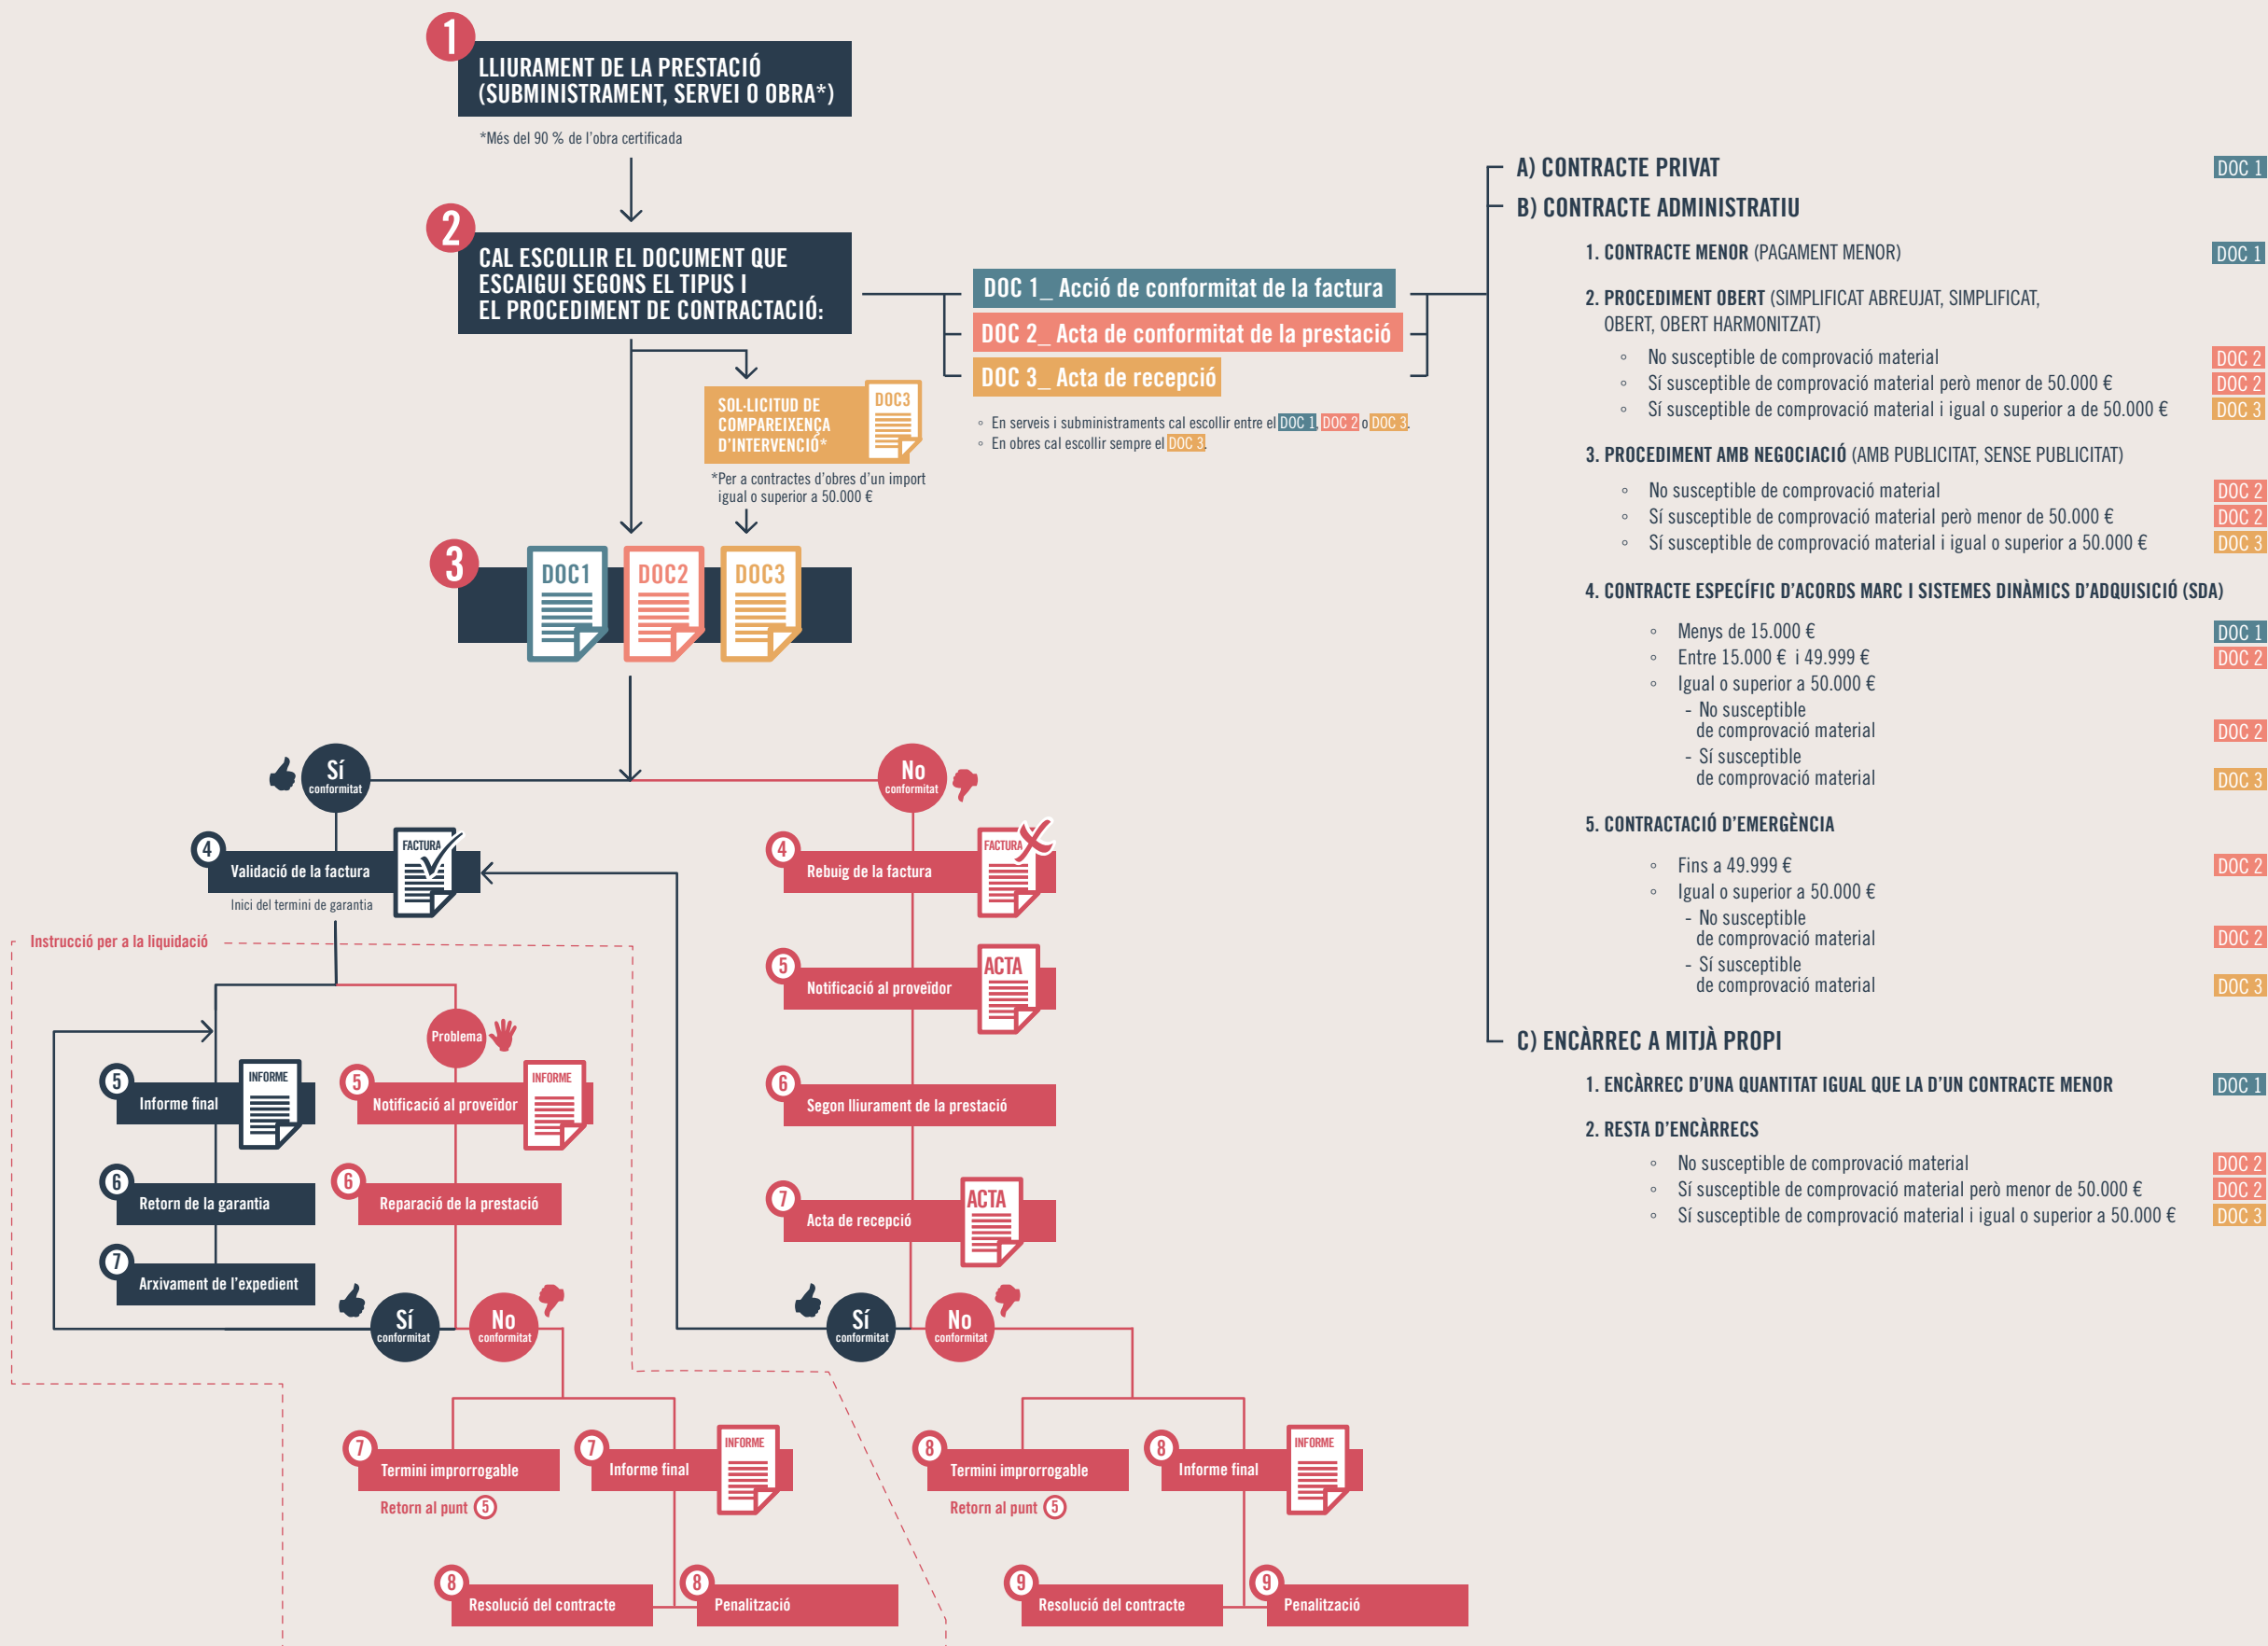 1
LLIURAMENT DE LA PRESTACIÓ
(SUBMINISTRAMENT, SERVEI O OBRA*)
*Més del 90 % de l'obra certificada
2
CAL ESCOLLIR EL DOCUMENT QUE
ESCAIGUI SEGONS EL TIPUS I
EL PROCEDIMENT DE CONTRACTACIÓ:
DOC 1_ Acció de conformitat de la factura
DOC 2_ Acta de conformitat de la prestació
DOC 3_ Acta de recepció
◦ En serveis i subministraments cal escollir entre el DOC 1, DOC 2 o DOC 3.
◦ En obres cal escollir sempre el DOC 3.
SOL·LICITUD DE
COMPAREIXENÇA
D'INTERVENCIÓ*
DOC3
*Per a contractes d'obres d'un import
igual o superior a 50.000 €
3
DOC1 DOC2 DOC3
Sí
conformitat
No
conformitat
4
Validació de la factura
FACTURA
Inici del termini de garantia
4
Rebuig de la factura
FACTURA
Instrucció per a la liquidació
5
Notificació al proveïdor
ACTA
Problema
5
Informe final
INFORME
5
Notificació al proveïdor
INFORME
6
Segon lliurament de la prestació
6
Retorn de la garantia
6
Reparació de la prestació
7
Acta de recepció
ACTA
7
Arxivament de l'expedient
Sí
conformitat
No
conformitat
Sí
conformitat
No
conformitat
7
Termini improrrogable
Retorn al punt 5
7
Informe final
INFORME
8
Termini improrrogable
Retorn al punt 5
8
Informe final
INFORME
8
Resolució del contracte
8
Penalització
9
Resolució del contracte
9
Penalització
A) CONTRACTE PRIVAT DOC 1
B) CONTRACTE ADMINISTRATIU
1. CONTRACTE MENOR (PAGAMENT MENOR) DOC 1
2. PROCEDIMENT OBERT (SIMPLIFICAT ABREUJAT, SIMPLIFICAT,
OBERT, OBERT HARMONITZAT)
◦ No susceptible de comprovació material DOC 2
◦ Sí susceptible de comprovació material però menor de 50.000 € DOC 2
◦ Sí susceptible de comprovació material i igual o superior a de 50.000 € DOC 3
3. PROCEDIMENT AMB NEGOCIACIÓ (AMB PUBLICITAT, SENSE PUBLICITAT)
◦ No susceptible de comprovació material DOC 2
◦ Sí susceptible de comprovació material però menor de 50.000 € DOC 2
◦ Sí susceptible de comprovació material i igual o superior a 50.000 € DOC 3
4. CONTRACTE ESPECÍFIC D'ACORDS MARC I SISTEMES DINÀMICS D'ADQUISICIÓ (SDA)
◦ Menys de 15.000 € DOC 1
◦ Entre 15.000 € i 49.999 € DOC 2
◦ Igual o superior a 50.000 €
- No susceptible
de comprovació material DOC 2
- Sí susceptible
de comprovació material DOC 3
5. CONTRACTACIÓ D'EMERGÈNCIA
◦ Fins a 49.999 € DOC 2
◦ Igual o superior a 50.000 €
- No susceptible
de comprovació material DOC 2
- Sí susceptible
de comprovació material DOC 3
C) ENCÀRREC A MITJÀ PROPI
1. ENCÀRREC D'UNA QUANTITAT IGUAL QUE LA D'UN CONTRACTE MENOR DOC 1
2. RESTA D'ENCÀRRECS
◦ No susceptible de comprovació material DOC 2
◦ Sí susceptible de comprovació material però menor de 50.000 € DOC 2
◦ Sí susceptible de comprovació material i igual o superior a 50.000 € DOC 3